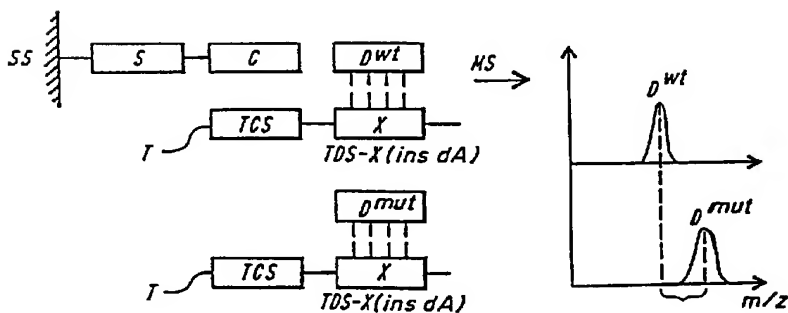 SS
S
C
D^wt
MS
TCS
X
T
TDS-X(ins dA)
D^mut
TCS
X
T
TDS-X(ins dA)
D^wt
D^mut
m/z